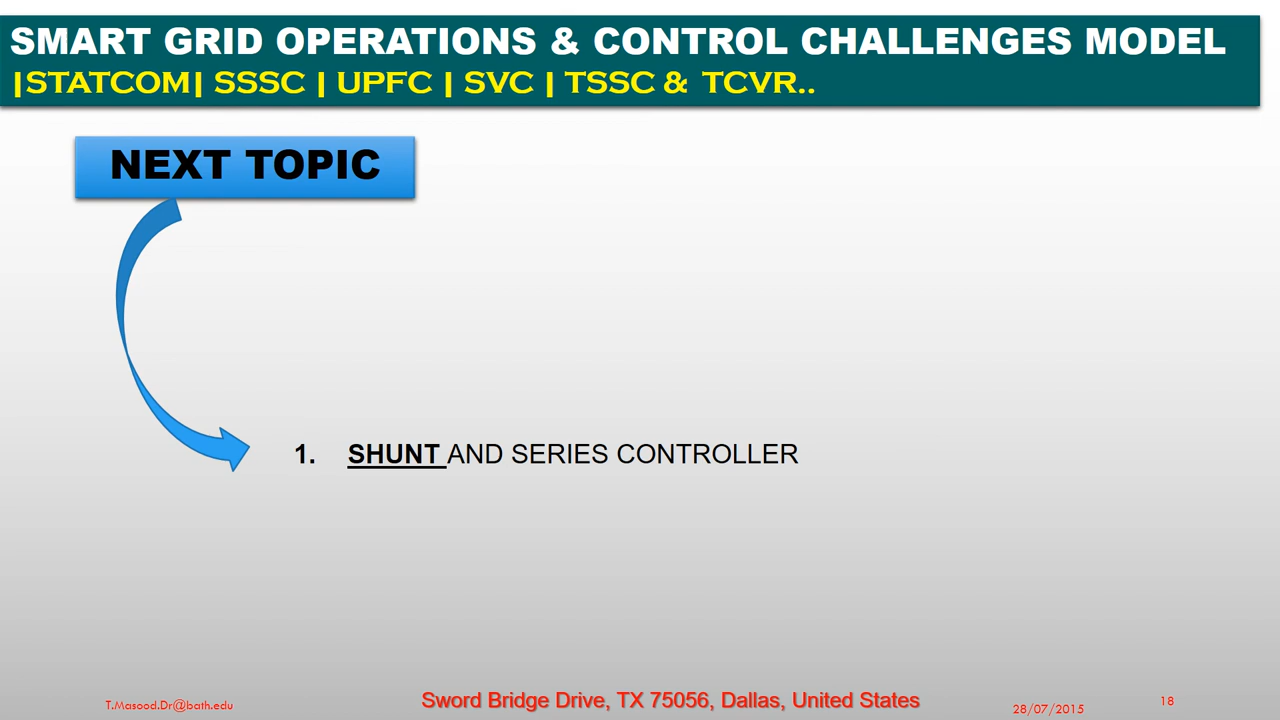 SMART GRID OPERATIONS & CONTROL CHALLENGES MODEL
|STATCOM| SSSC | UPFC | SVC | TSSC & TCVR..
NEXT TOPIC
1. SHUNT AND SERIES CONTROLLER
T.Masood.Dr@bath.edu
Sword Bridge Drive, TX 75056, Dallas, United States
28/07/2015
18